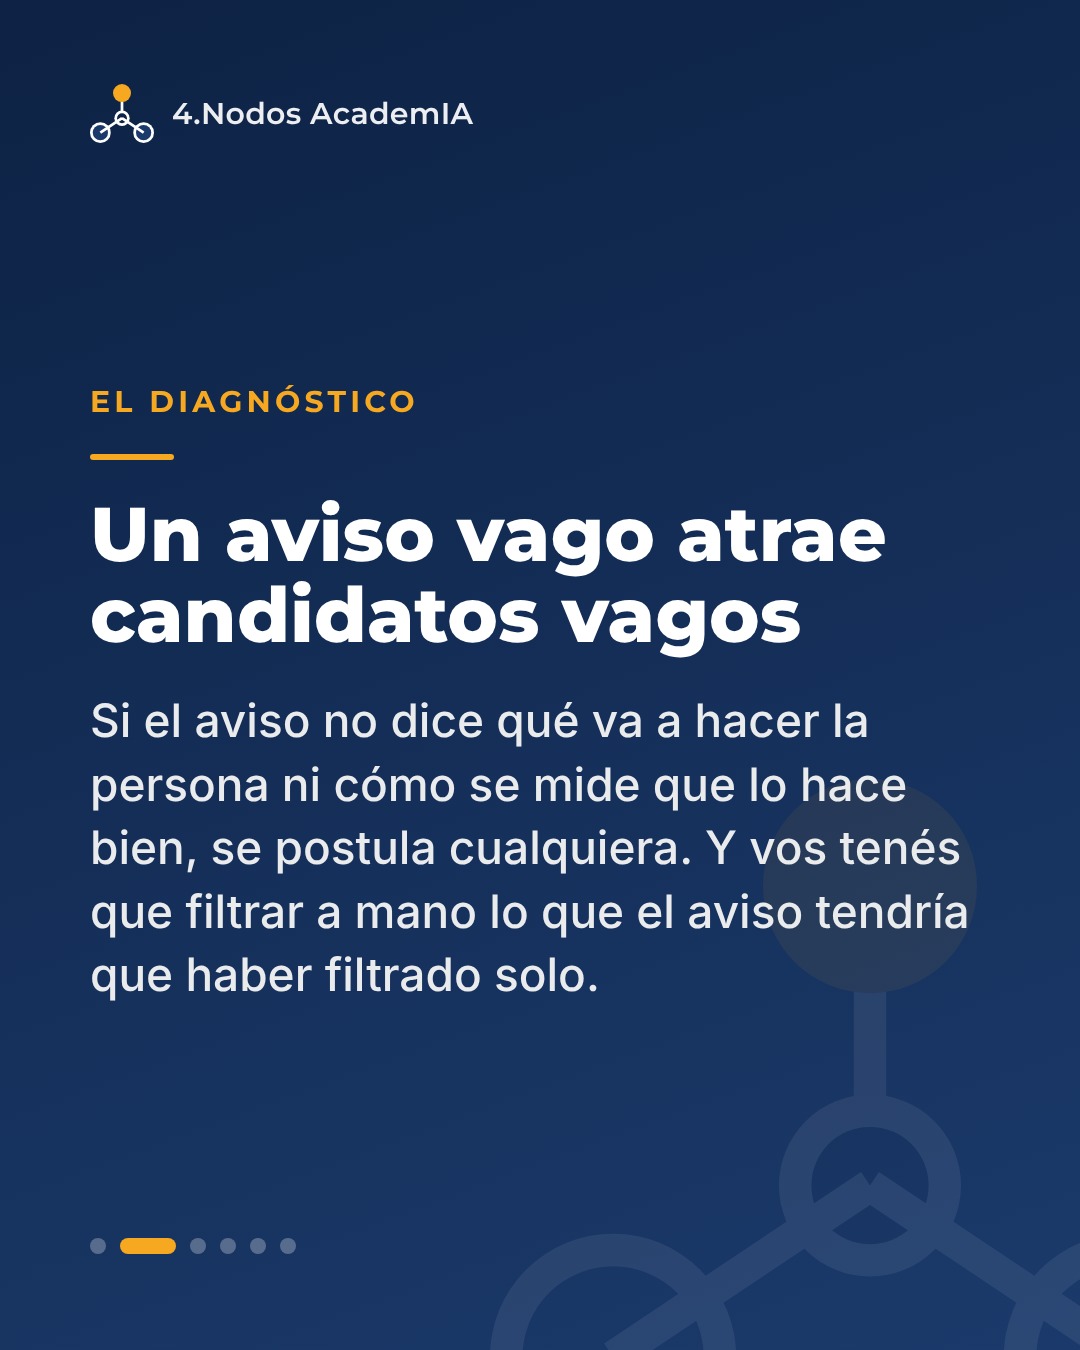 4.Nodos AcademIA
EL DIAGNÓSTICO
Un aviso vago atrae
candidatos vagos
Si el aviso no dice qué va a hacer la
persona ni cómo se mide que lo hace
bien, se postula cualquiera. Y vos tenés
que filtrar a mano lo que el aviso tendría
que haber filtrado solo.